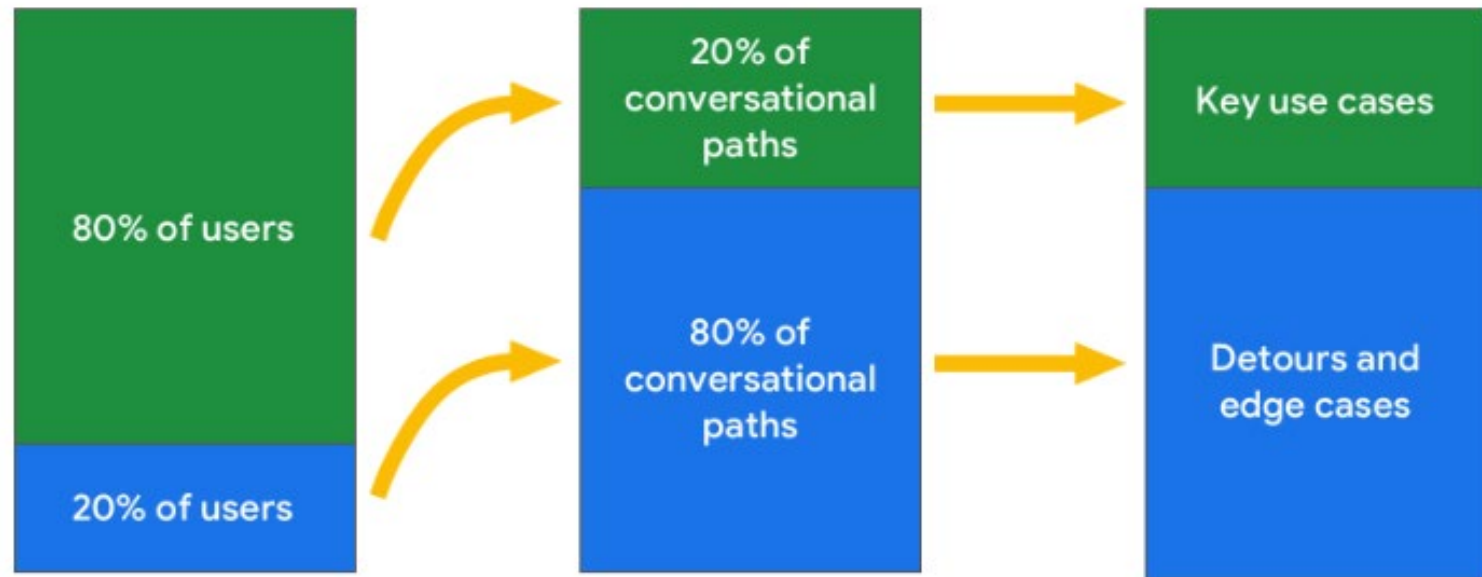 80% of users
20% of users
20% of
conversational
paths
80% of
conversational
paths
Key use cases
Detours and
edge cases